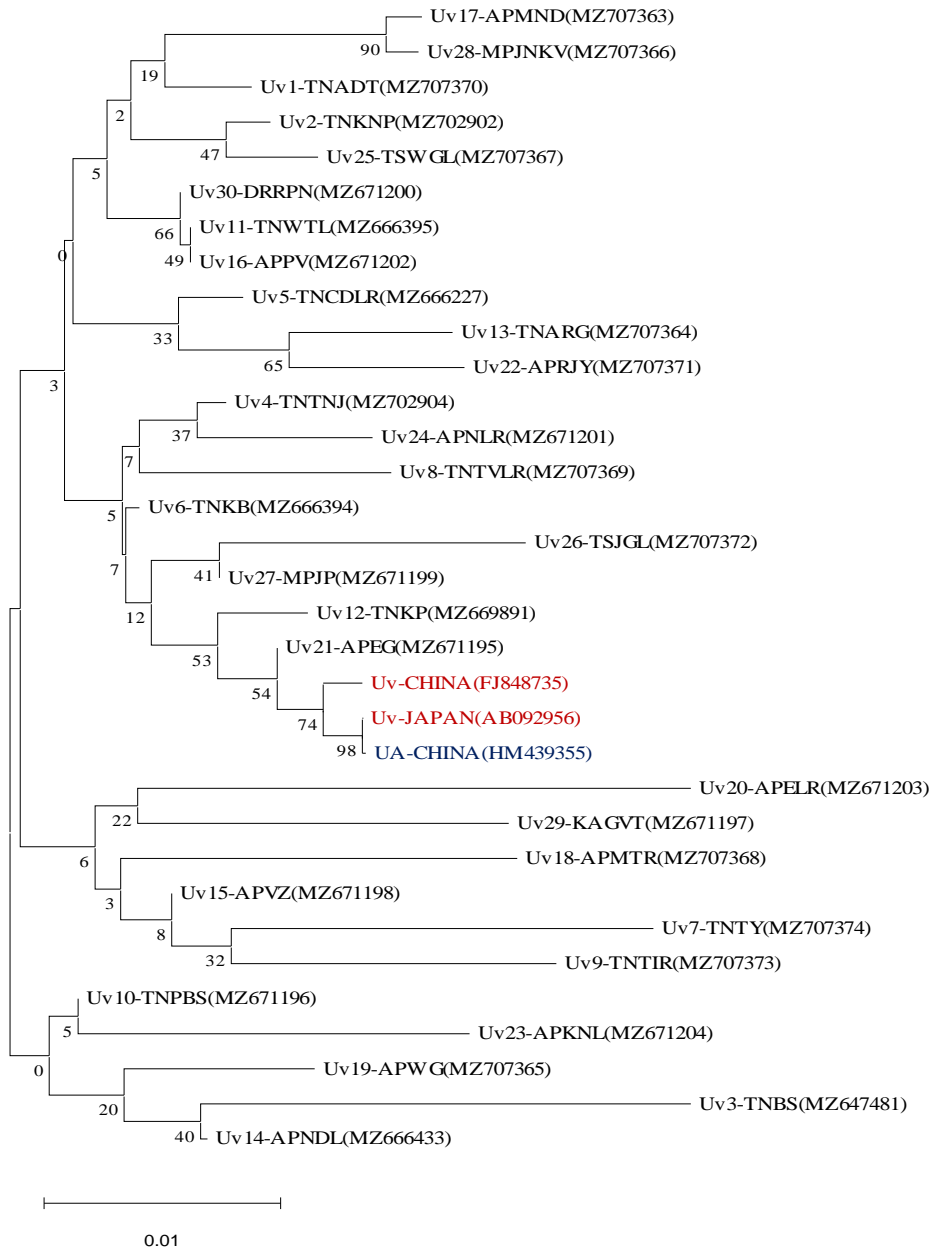 Uv17-APMND(MZ707363)
90
Uv28-MPJNKV(MZ707366)
19
Uv1-TNADT(MZ707370)
2
Uv2-TNKNP(MZ702902)
47
Uv25-TSWGL(MZ707367)
5
Uv30-DRRPN(MZ671200)
66
Uv11-TNWTL(MZ666395)
49
Uv16-APPV(MZ671202)
0
Uv5-TNCDLR(MZ666227)
33
Uv13-TNARG(MZ707364)
65
Uv22-APRJY(MZ707371)
3
Uv4-TNTNJ(MZ702904)
37
Uv24-APNLR(MZ671201)
7
Uv8-TNTVLR(MZ707369)
5
Uv6-TNKB(MZ666394)
7
Uv26-TSJGL(MZ707372)
41
Uv27-MPJP(MZ671199)
12
Uv12-TNKP(MZ669891)
53
Uv21-APEG(MZ671195)
54
Uv-CHINA(FJ848735)
74
Uv-JAPAN(AB092956)
98
UA-CHINA(HM439355)
Uv20-APELR(MZ671203)
22
Uv29-KAGVT(MZ671197)
6
Uv18-APMTR(MZ707368)
3
Uv15-APVZ(MZ671198)
8
Uv7-TNTY(MZ707374)
32
Uv9-TNTIR(MZ707373)
Uv10-TNPBS(MZ671196)
5
Uv23-APKNL(MZ671204)
0
Uv19-APWG(MZ707365)
20
Uv3-TNBS(MZ647481)
40
Uv14-APNDL(MZ666433)
0.01